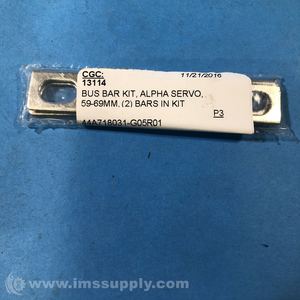 CGC: 11/21/2016
13114
BUS BAR KIT, ALPHA SERVO,
59-69MM, (2) BARS IN KIT
P3
44A718031-G05R01
www.imssupply.com